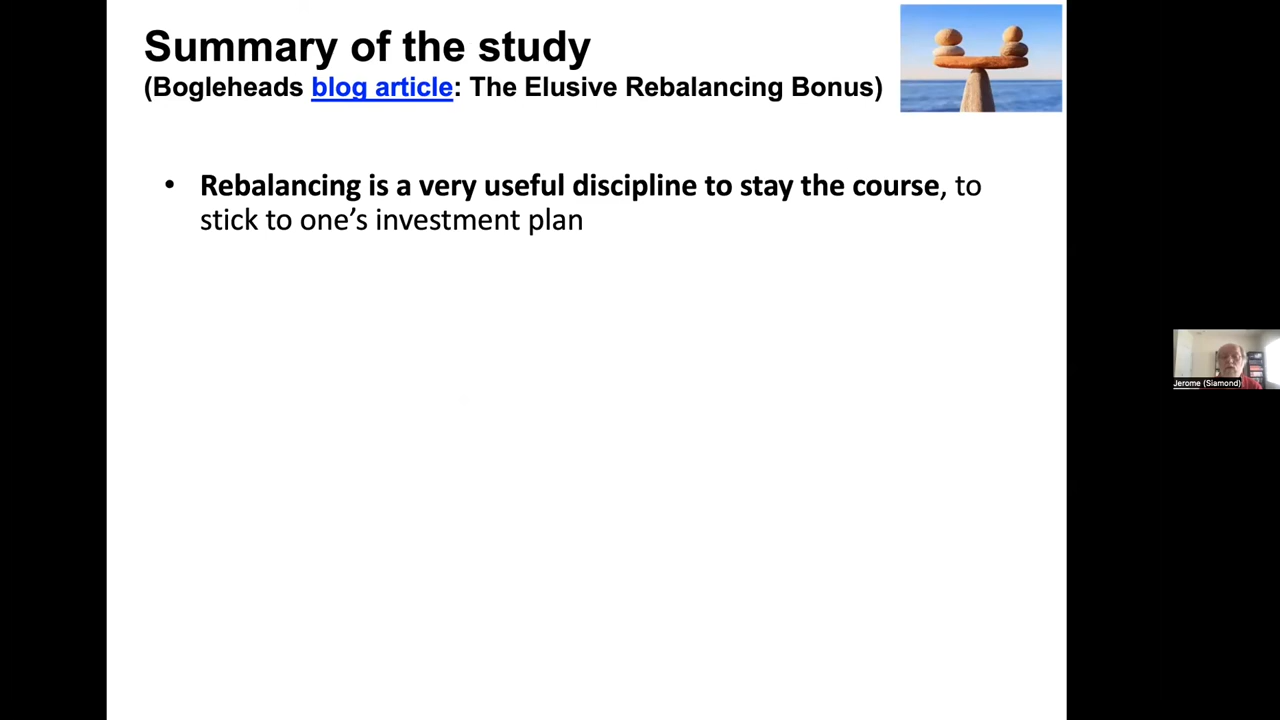 Summary of the study
(Bogleheads blog article: The Elusive Rebalancing Bonus)
• Rebalancing is a very useful discipline to stay the course, to
stick to one’s investment plan
Jerome (Siamond)